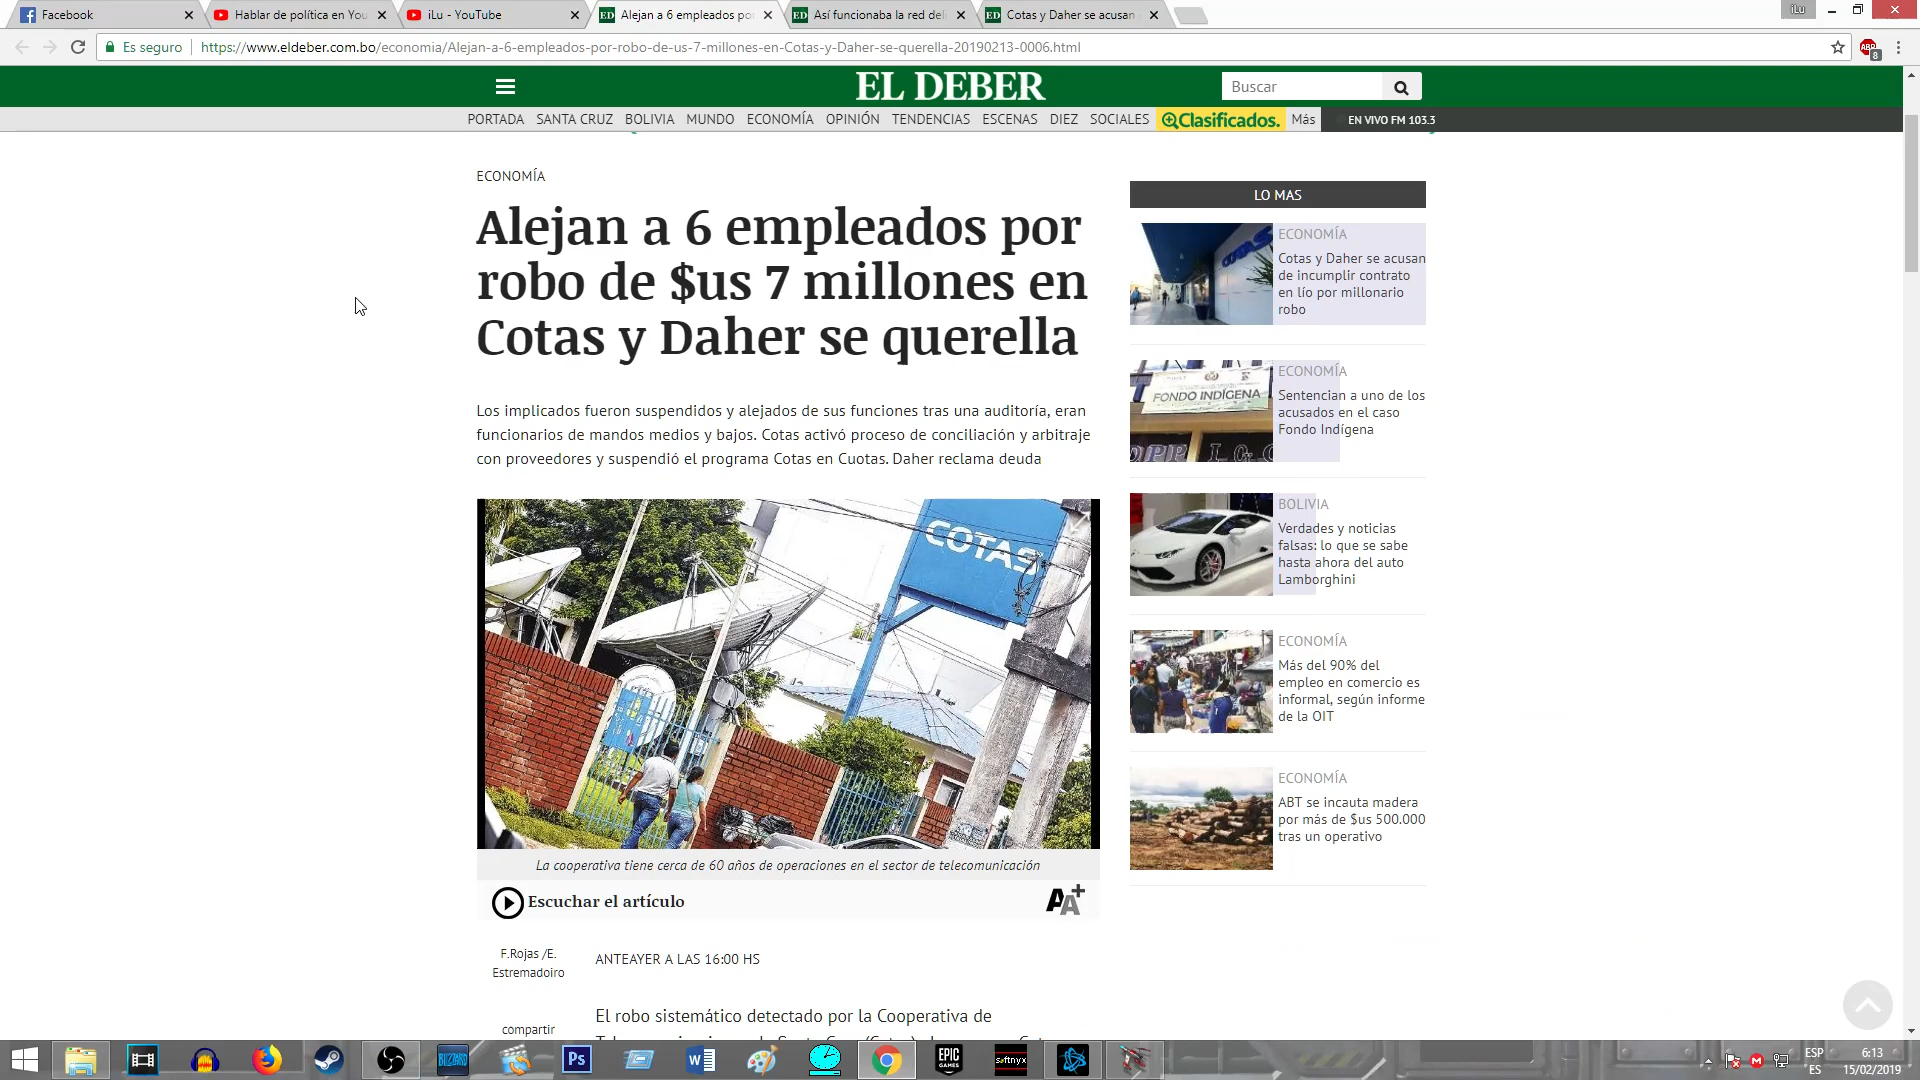 Facebook
Hablar de política en You
iLu - YouTube
Alejan a 6 empleados po
Así funcionaba la red del
Cotas y Daher se acusan
iLu
Es seguro
https://www.eldeber.com.bo/economia/Alejan-a-6-empleados-por-robo-de-us-7-millones-en-Cotas-y-Daher-se-querella-20190213-0006.html
ABP
8
EL DEBER
Buscar
PORTADA SANTA CRUZ BOLIVIA MUNDO ECONOMÍA OPINIÓN TENDENCIAS ESCENAS DIEZ SOCIALES Clasificados. Más EN VIVO FM 103.3
ECONOMÍA
Alejan a 6 empleados por
robo de $us 7 millones en
Cotas y Daher se querella
Los implicados fueron suspendidos y alejados de sus funciones tras una auditoría, eran
funcionarios de mandos medios y bajos. Cotas activó proceso de conciliación y arbitraje
con proveedores y suspendió el programa Cotas en Cuotas. Daher reclama deuda
COTAS
La cooperativa tiene cerca de 60 años de operaciones en el sector de telecomunicación
Escuchar el artículo
AA+
F.Rojas /E.
Estremadoiro
ANTEAYER A LAS 16:00 HS
compartir
El robo sistemático detectado por la Cooperativa de
LO MAS
COTAS
ECONOMÍA
Cotas y Daher se acusan
de incumplir contrato
en lío por millonario
robo
FONDO INDÍGENA
ECONOMÍA
Sentencian a uno de los
acusados en el caso
Fondo Indígena
BOLIVIA
Verdades y noticias
falsas: lo que se sabe
hasta ahora del auto
Lamborghini
ECONOMÍA
Más del 90% del
empleo en comercio es
informal, según informe
de la OIT
ECONOMÍA
ABT se incauta madera
por más de $us 500.000
tras un operativo
BLIZZARD
Ps
W
EPIC
GAMES
softnyx
ESP
ES
6:13
15/02/2019